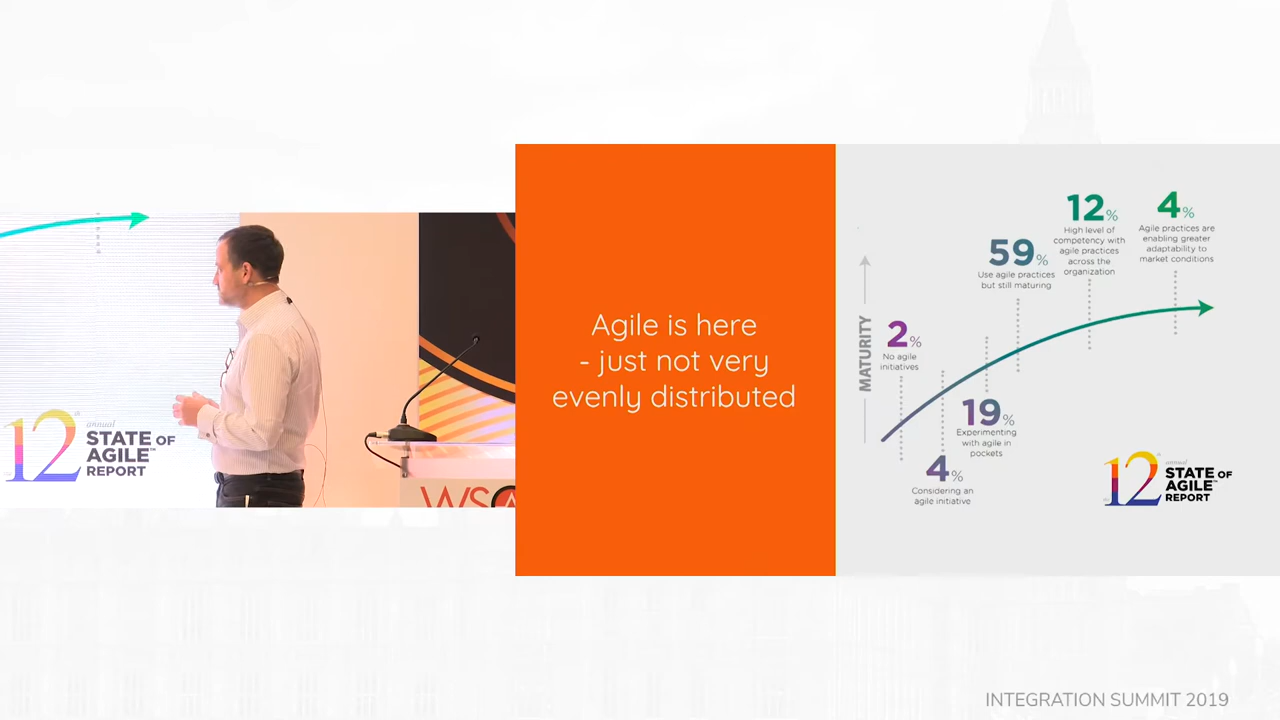 12th
annual
STATE OF
AGILE™
REPORT
WSO
Agile is here
- just not very
evenly distributed
MATURITY
2%
No agile
initiatives
4%
Considering an
agile initiative
19%
Experimenting
with agile in
pockets
59%
Use agile practices
but still maturing
12%
High level of
competency with
agile practices
across the
organization
4%
Agile practices are
enabling greater
adaptability to
market conditions
12th
annual
STATE OF
AGILE™
REPORT
INTEGRATION SUMMIT 2019